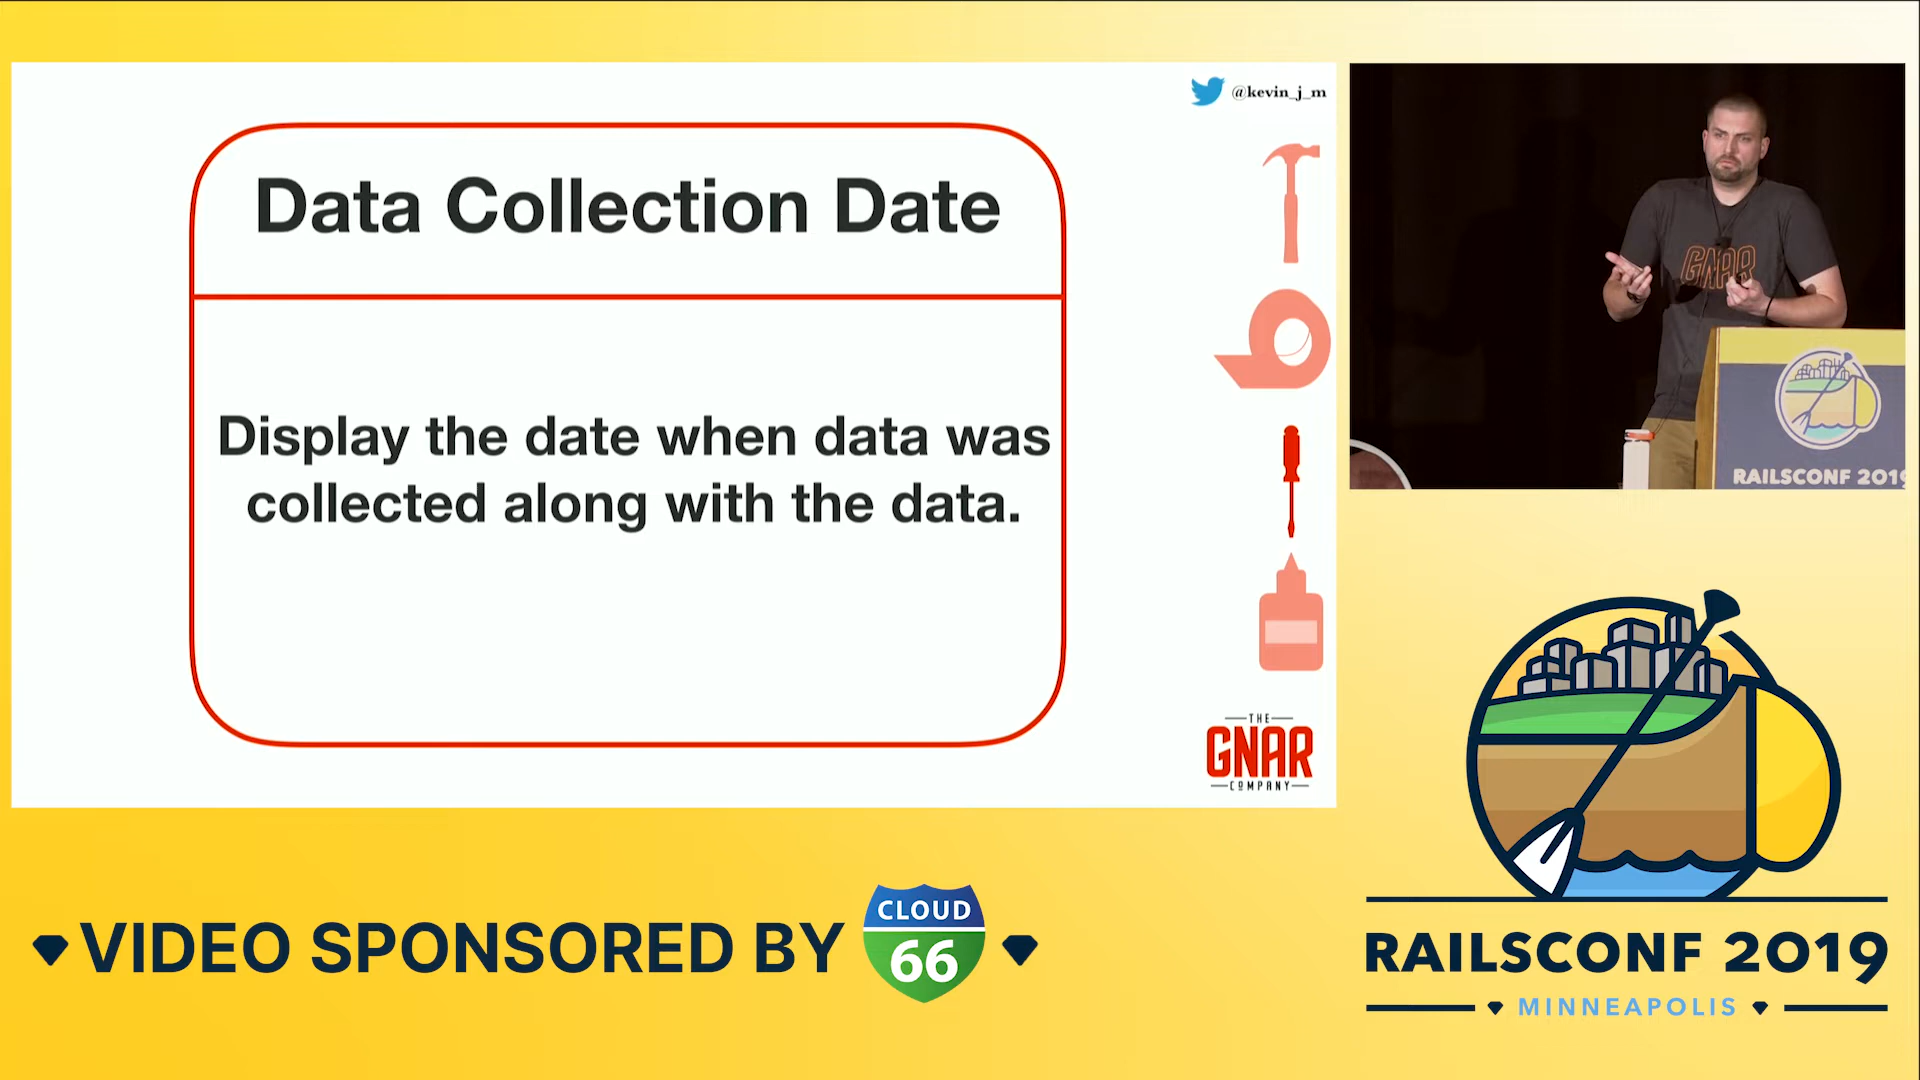 @kevin_j_m
Data Collection Date
Display the date when data was
collected along with the data.
THE
GNAR
COMPANY
GNAR
RAILSCONF 2019
VIDEO SPONSORED BY
CLOUD
66
RAILSCONF 2019
MINNEAPOLIS